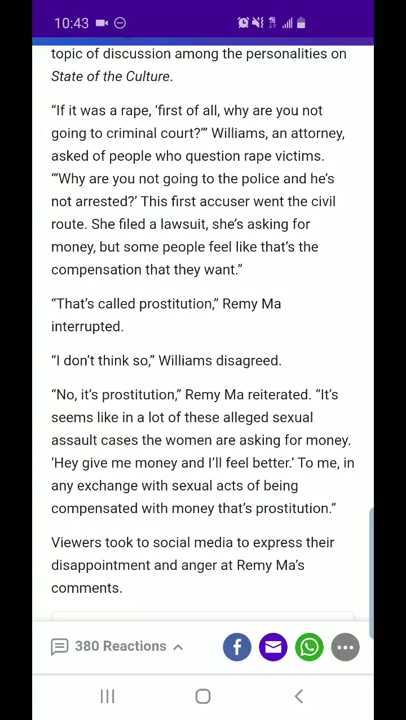 10:43
topic of discussion among the personalities on
State of the Culture.
“If it was a rape, ‘first of all, why are you not
going to criminal court?’” Williams, an attorney,
asked of people who question rape victims.
“‘Why are you not going to the police and he’s
not arrested?’ This first accuser went the civil
route. She filed a lawsuit, she’s asking for
money, but some people feel like that’s the
compensation that they want.”
“That’s called prostitution,” Remy Ma
interrupted.
“I don’t think so,” Williams disagreed.
“No, it’s prostitution,” Remy Ma reiterated. “It’s
seems like in a lot of these alleged sexual
assault cases the women are asking for money.
‘Hey give me money and I’ll feel better.’ To me, in
any exchange with sexual acts of being
compensated with money that’s prostitution.”
Viewers took to social media to express their
disappointment and anger at Remy Ma’s
comments.
380 Reactions